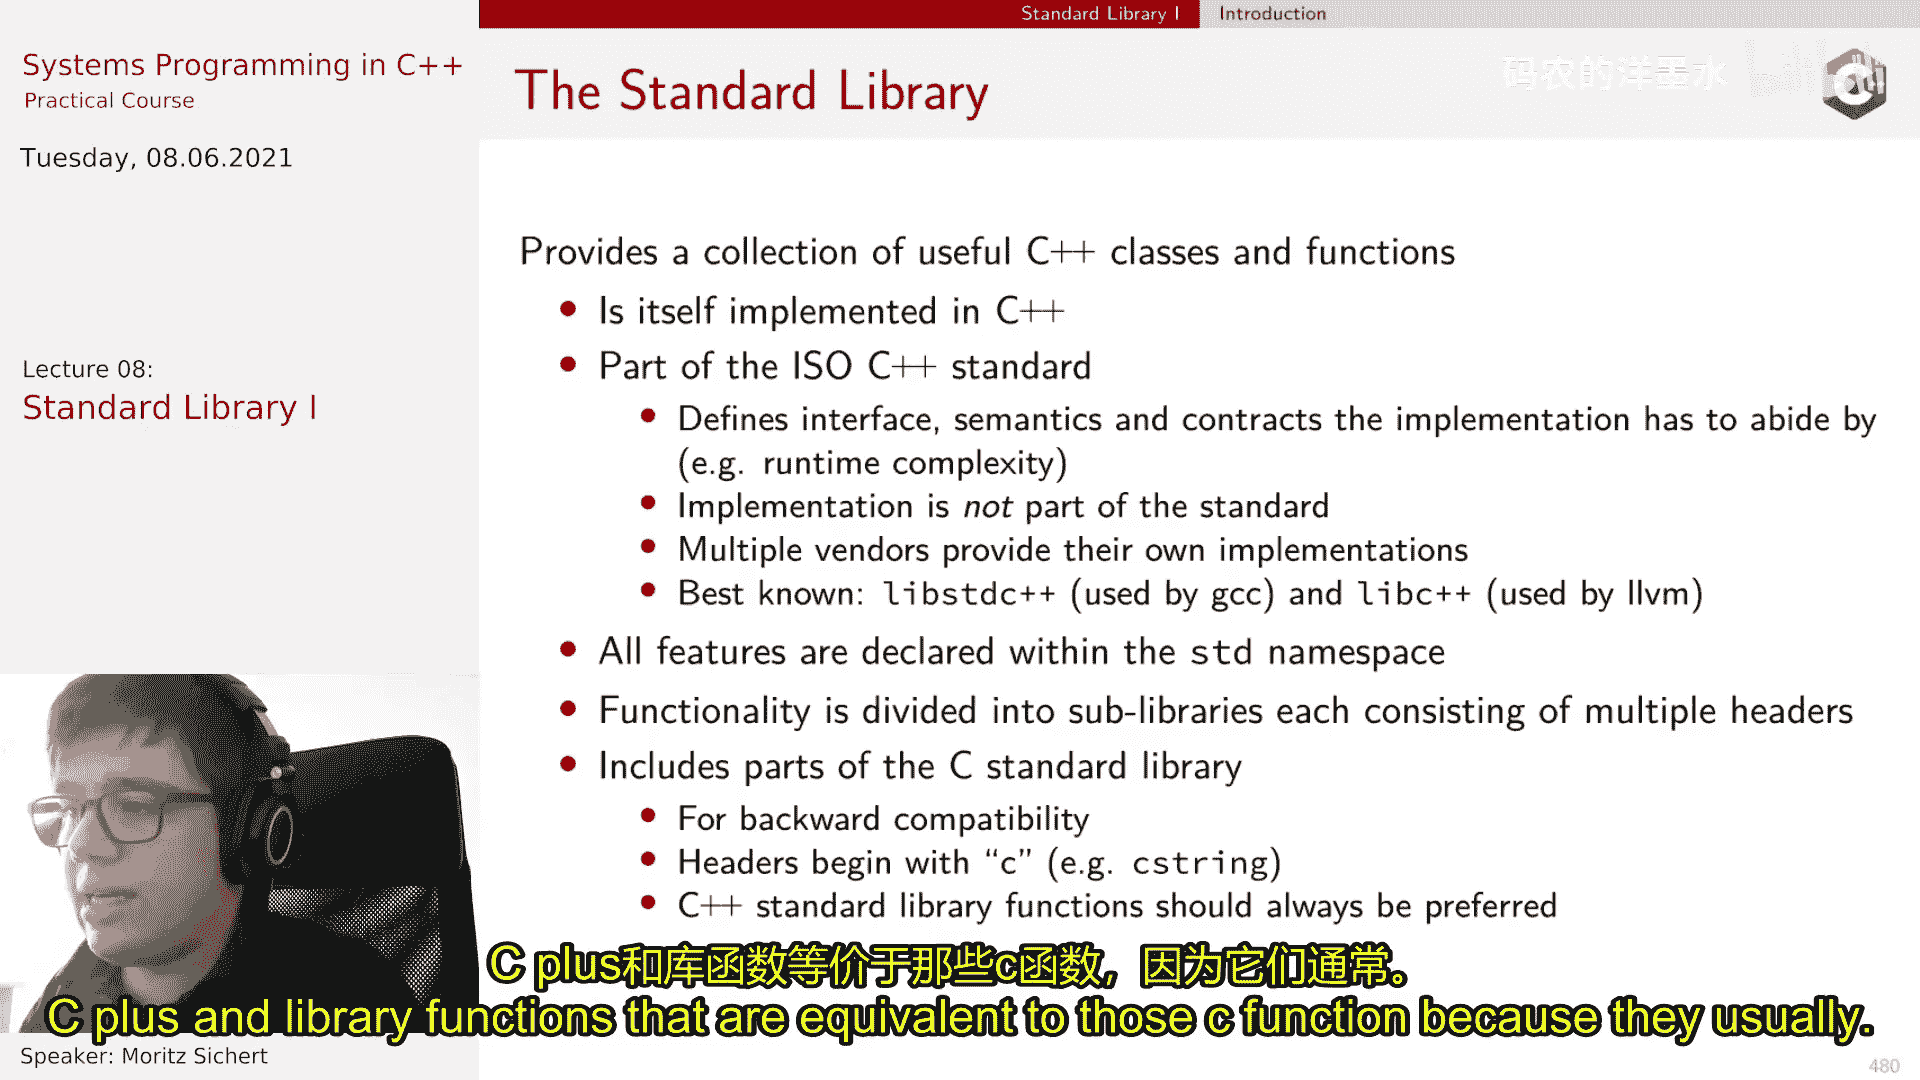 Standard Library I
Introduction
Systems Programming in C++
Practical Course
Tuesday, 08.06.2021
Lecture 08:
Standard Library I
The Standard Library
码农的洋墨水
Provides a collection of useful C++ classes and functions
Is itself implemented in C++
Part of the ISO C++ standard
Defines interface, semantics and contracts the implementation has to abide by
(e.g. runtime complexity)
Implementation is not part of the standard
Multiple vendors provide their own implementations
Best known: libstdc++ (used by gcc) and libc++ (used by llvm)
All features are declared within the std namespace
Functionality is divided into sub-libraries each consisting of multiple headers
Includes parts of the C standard library
For backward compatibility
Headers begin with “c” (e.g. cstring)
C++ standard library functions should always be preferred
C plus和库函数等价于那些c函数，因为它们通常。
C plus and library functions that are equivalent to those c function because they usually.
Speaker: Moritz Sichert
480